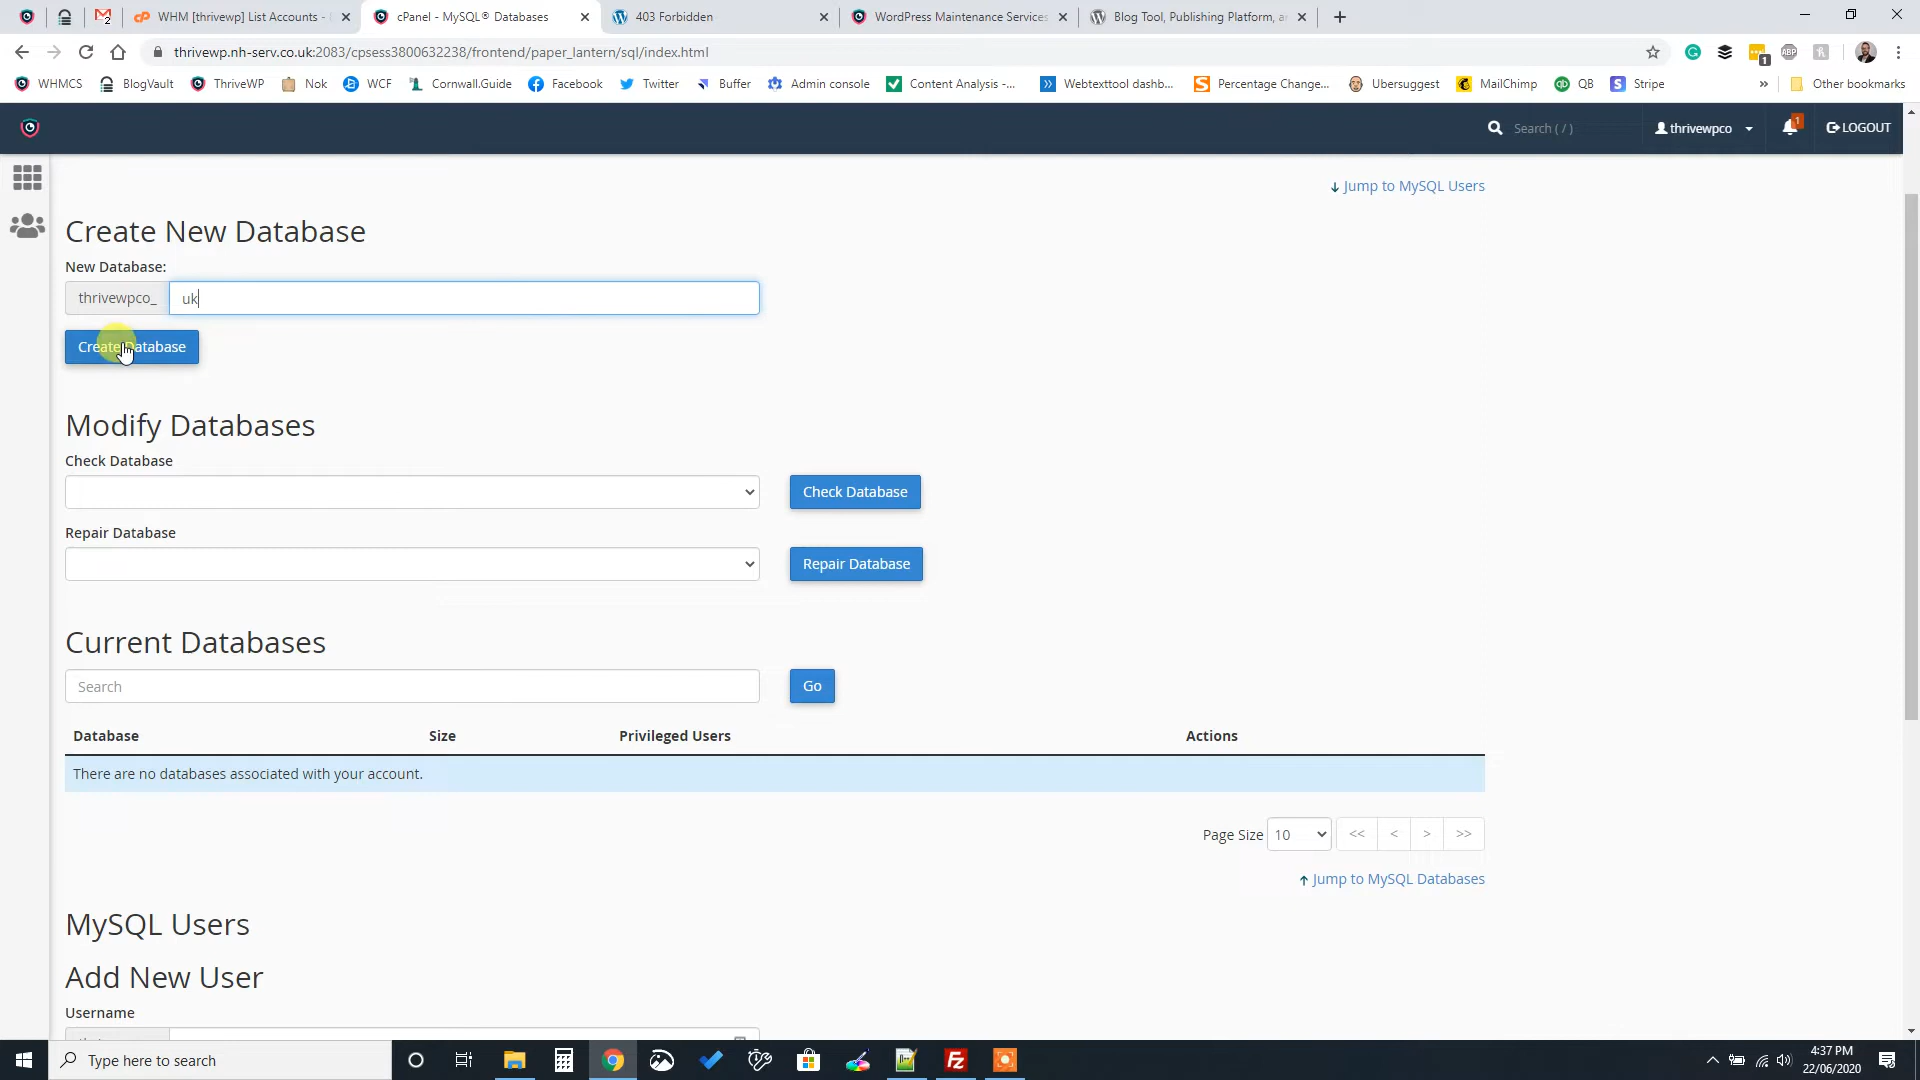 WHM [thrivewp] List Accounts -
cPanel - MySQL® Databases
403 Forbidden
WordPress Maintenance Services
Blog Tool, Publishing Platform, a
thrivewp.nh-serv.co.uk:2083/cpsess3800632238/frontend/paper_lantern/sql/index.html
WHMCS
BlogVault
ThriveWP
Nok
WCF
Cornwall.Guide
Facebook
Twitter
Buffer
Admin console
Content Analysis -...
Webtexttool dashb...
Percentage Change...
Ubersuggest
MailChimp
QB
Stripe
»
Other bookmarks
Search ( / )
thrivewpco
1
LOGOUT
Jump to MySQL Users
Create New Database
New Database:
thrivewpco_ uk
Create Database
Modify Databases
Check Database
Check Database
Repair Database
Repair Database
Current Databases
Search
Go
Database Size Privileged Users Actions
There are no databases associated with your account.
Page Size 10 << < > >>
Jump to MySQL Databases
MySQL Users
Add New User
Username
Type here to search
4:37 PM
22/06/2020